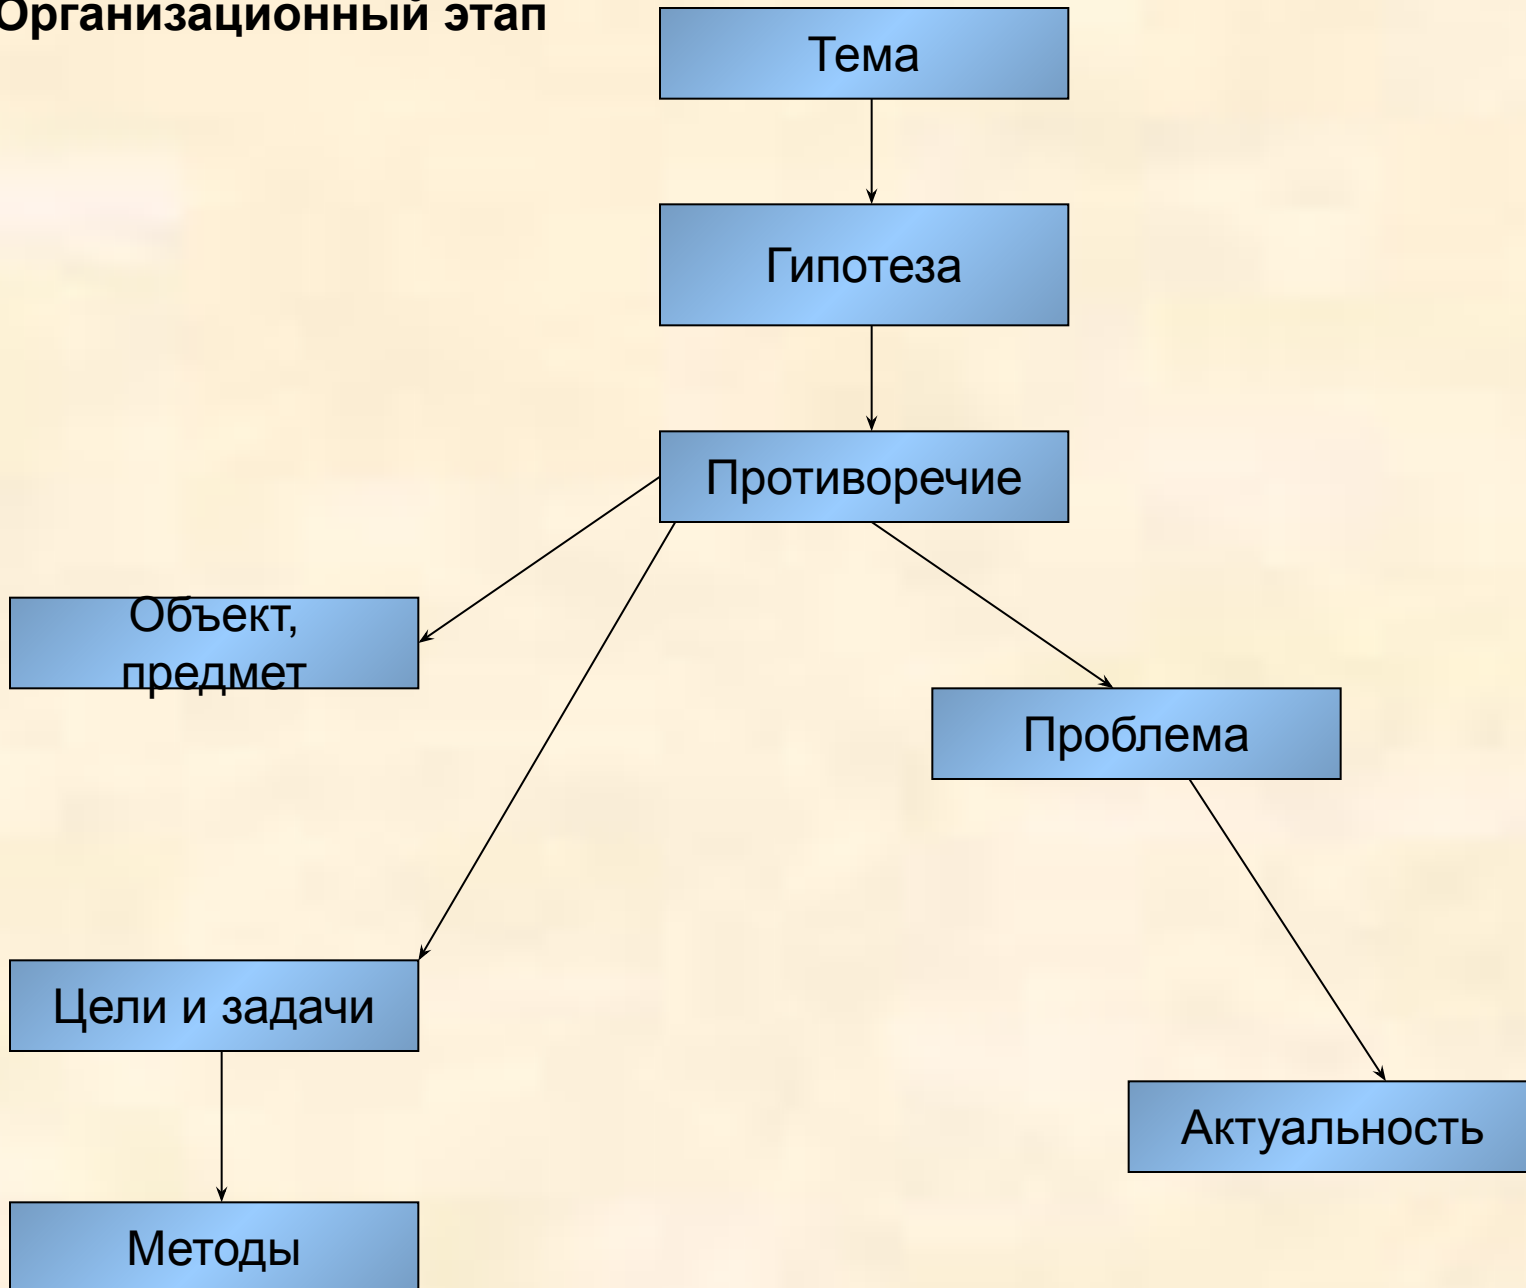 Организационный этап
Тема
Гипотеза
Противоречие
Объект,
предмет
Проблема
Цели и задачи
Актуальность
Методы